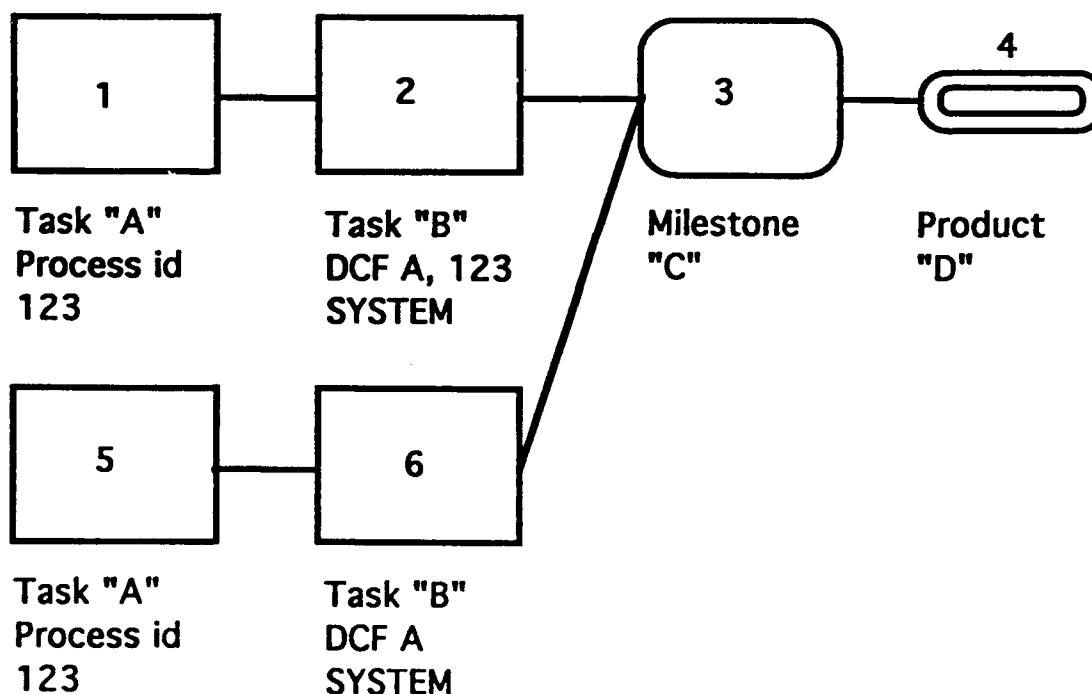 1
2
3
4
Task "A"
Process id
123
Task "B"
DCF A, 123
SYSTEM
Milestone
"C"
Product
"D"
5
6
Task "A"
Process id
123
Task "B"
DCF A
SYSTEM